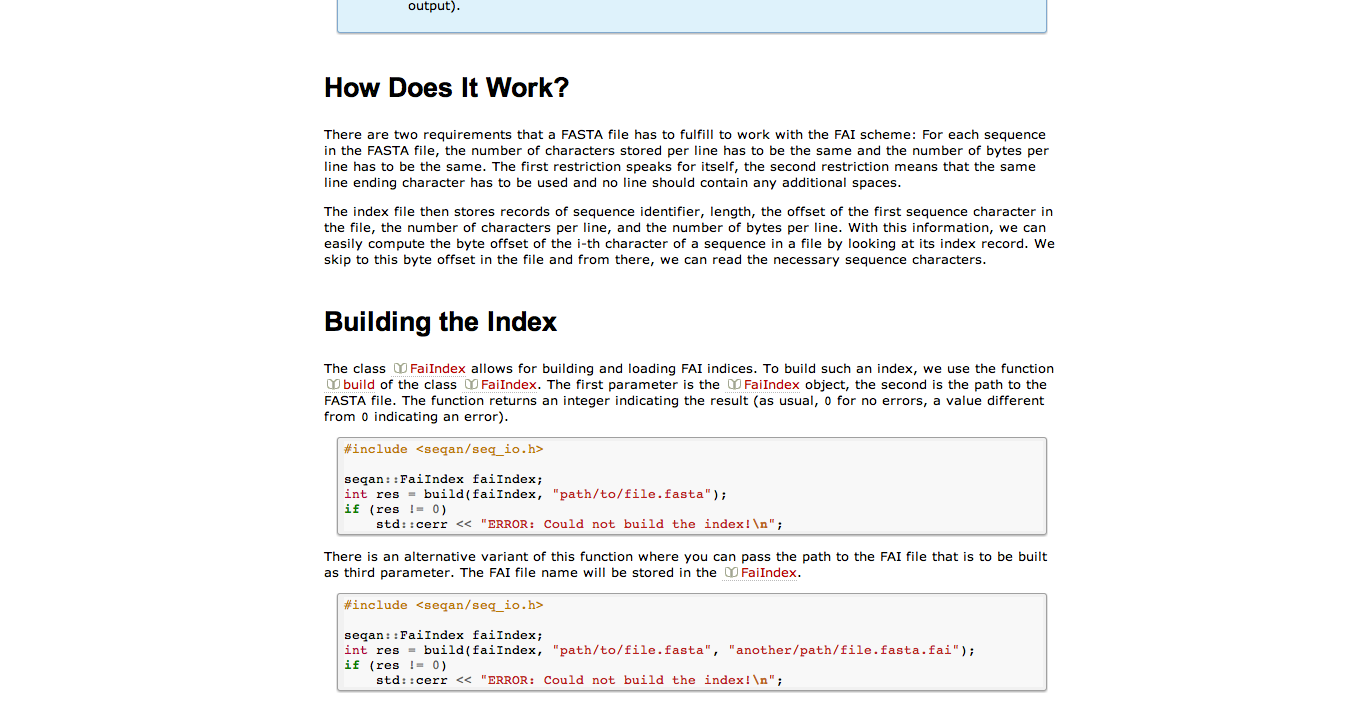 output).
How Does It Work?
There are two requirements that a FASTA file has to fulfill to work with the FAI scheme: For each sequence
in the FASTA file, the number of characters stored per line has to be the same and the number of bytes per
line has to be the same. The first restriction speaks for itself, the second restriction means that the same
line ending character has to be used and no line should contain any additional spaces.
The index file then stores records of sequence identifier, length, the offset of the first sequence character in
the file, the number of characters per line, and the number of bytes per line. With this information, we can
easily compute the byte offset of the i-th character of a sequence in a file by looking at its index record. We
skip to this byte offset in the file and from there, we can read the necessary sequence characters.
Building the Index
The class FaiIndex allows for building and loading FAI indices. To build such an index, we use the function
build of the class FaiIndex. The first parameter is the FaiIndex object, the second is the path to the
FASTA file. The function returns an integer indicating the result (as usual, 0 for no errors, a value different
from 0 indicating an error).
#include <seqan/seq_io.h>
seqan::FaiIndex faiIndex;
int res = build(faiIndex, "path/to/file.fasta");
if (res != 0)
    std::cerr << "ERROR: Could not build the index!\n";
There is an alternative variant of this function where you can pass the path to the FAI file that is to be built
as third parameter. The FAI file name will be stored in the FaiIndex.
#include <seqan/seq_io.h>
seqan::FaiIndex faiIndex;
int res = build(faiIndex, "path/to/file.fasta", "another/path/file.fasta.fai");
if (res != 0)
    std::cerr << "ERROR: Could not build the index!\n";